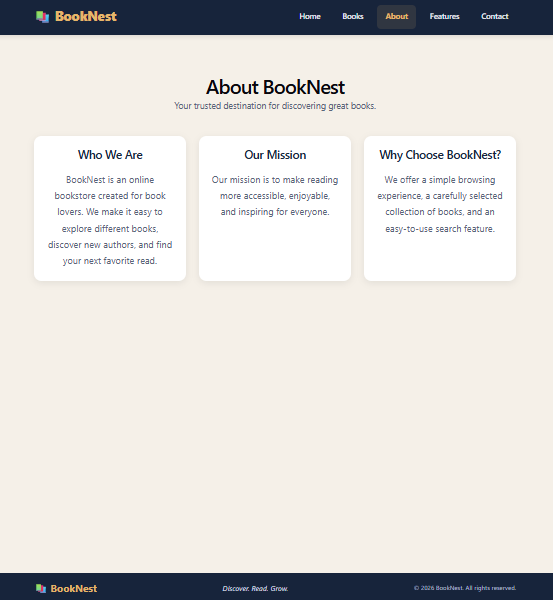 BookNest
Home Books About Features Contact
About BookNest
Your trusted destination for discovering great books.
Who We Are
BookNest is an online
bookstore created for book
lovers. We make it easy to
explore different books,
discover new authors, and find
your next favorite read.
Our Mission
Our mission is to make reading
more accessible, enjoyable,
and inspiring for everyone.
Why Choose BookNest?
We offer a simple browsing
experience, a carefully selected
collection of books, and an
easy-to-use search feature.
BookNest
Discover. Read. Grow.
© 2026 BookNest. All rights reserved.